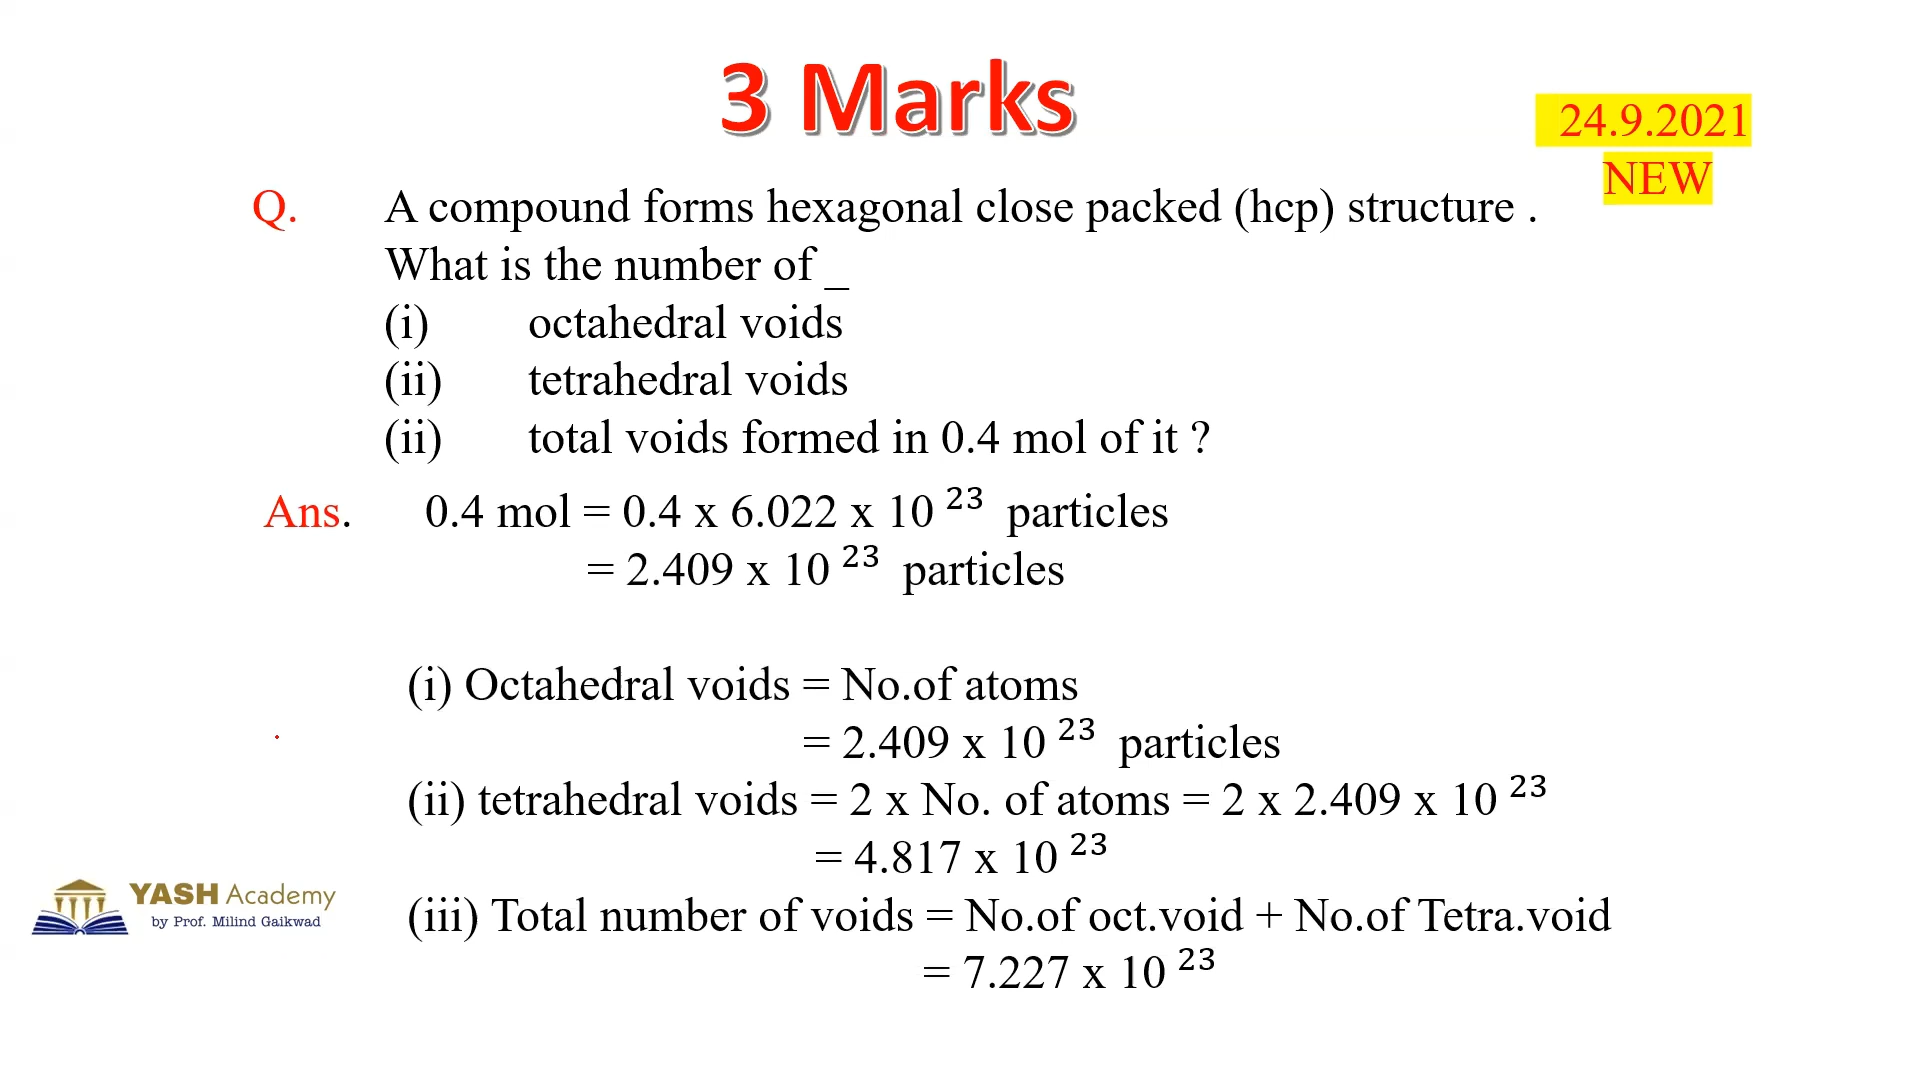 3 Marks
24.9.2021
NEW
Q. A compound forms hexagonal close packed (hcp) structure .
What is the number of _
(i) octahedral voids
(ii) tetrahedral voids
(ii) total voids formed in 0.4 mol of it ?
Ans. 0.4 mol = 0.4 x 6.022 x 10 ²³ particles
= 2.409 x 10 ²³ particles
(i) Octahedral voids = No.of atoms
= 2.409 x 10 ²³ particles
(ii) tetrahedral voids = 2 x No. of atoms = 2 x 2.409 x 10 ²³
= 4.817 x 10 ²³
(iii) Total number of voids = No.of oct.void + No.of Tetra.void
= 7.227 x 10 ²³
YASH Academy
by Prof. Milind Gaikwad